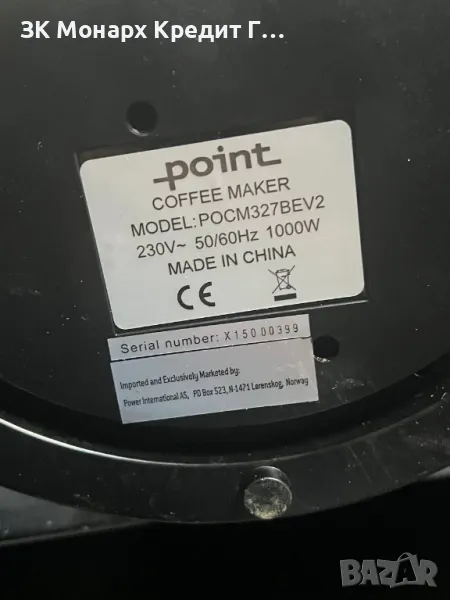 ЗК Монарх Кредит Г...
point
COFFEE MAKER
MODEL:POCM327BEV2
230V~ 50/60Hz 1000W
MADE IN CHINA
CE
Serial number: X15000399
Imported and Exclusively Marketed by:
Power International AS, PO Box 523, N-1471 Lørenskog, Norway
BAZAR